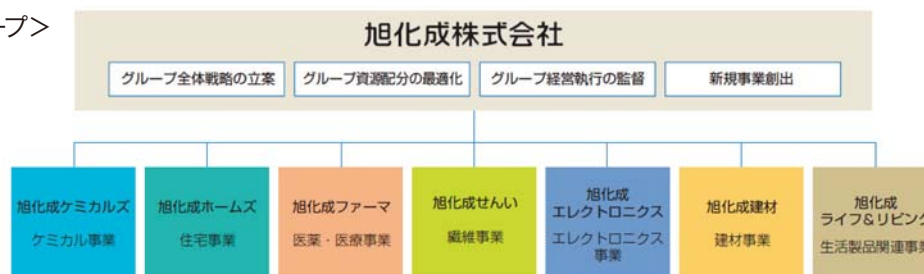 ープ＞
旭化成株式会社
グループ全体戦略の立案 グループ資源配分の最適化 グループ経営執行の監督 新規事業創出
旭化成ケミカルズ
ケミカル事業
旭化成ホームズ
住宅事業
旭化成ファーマ
医薬・医療事業
旭化成せんい
繊維事業
旭化成
エレクトロニクス
エレクトロニクス
事業
旭化成建材
建材事業
旭化成
ライフ&リビング
生活製品関連事業